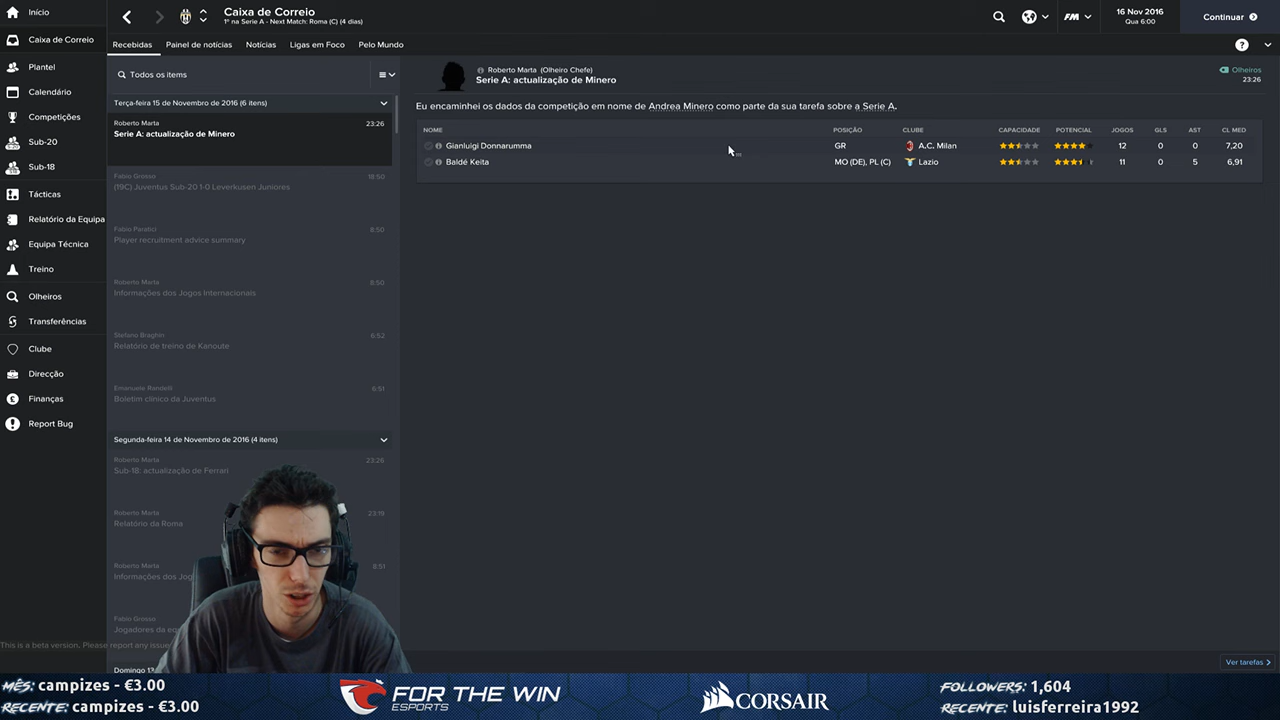 Início
Caixa de Correio
1º na Serie A - Next Match: Roma (C) (4 dias)
FM
16 Nov 2016
Qua 6:00
Continuar
Caixa de Correio
Plantel
Calendário
Competições
Sub-20
Sub-18
Tácticas
Relatório da Equipa
Equipa Técnica
Treino
Olheiros
Transferências
Clube
Direcção
Finanças
Report Bug
Recebidas Painel de notícias Notícias Ligas em Foco Pelo Mundo
?
Todos os items
Terça-feira 15 de Novembro de 2016 (6 itens)
Roberto Marta 23:26
Serie A: actualização de Minero
Fabio Grosso 18:50
(19C) Juventus Sub-20 1-0 Leverkusen Juniores
Fabio Paratici 8:50
Player recruitment advice summary
Roberto Marta 8:50
Informações dos Jogos Internacionais
Stefano Braghin 6:52
Relatório de treino de Kanoute
Emanuele Randelli 6:51
Boletim clínico da Juventus
Segunda-feira 14 de Novembro de 2016 (4 itens)
Roberto Marta 23:26
Sub-18: actualização de Ferrari
Roberto Marta 23:19
Relatório da Roma
Roberto Marta 8:51
Informações dos Jog
Fabio Grosso
Jogadores da eq
Domingo 13
This is a beta version. Please report any issue
Roberto Marta (Olheiro Chefe)
Serie A: actualização de Minero
Olheiros
23:26
Eu encaminhei os dados da competição em nome de Andrea Minero como parte da sua tarefa sobre a Serie A.
NOME POSIÇÃO CLUBE CAPACIDADE POTENCIAL JOGOS GLS AST CL MED
Gianluigi Donnarumma GR A.C. Milan 12 0 0 7,20
Baldé Keita MO (DE), PL (C) Lazio 11 0 5 6,91
Ver tarefas
MÊS: campizes - €3.00
RECENTE: campizes - €3.00
FOR THE WIN
ESPORTS
CORSAIR
FOLLOWERS: 1,604
RECENTE: luisferreira1992